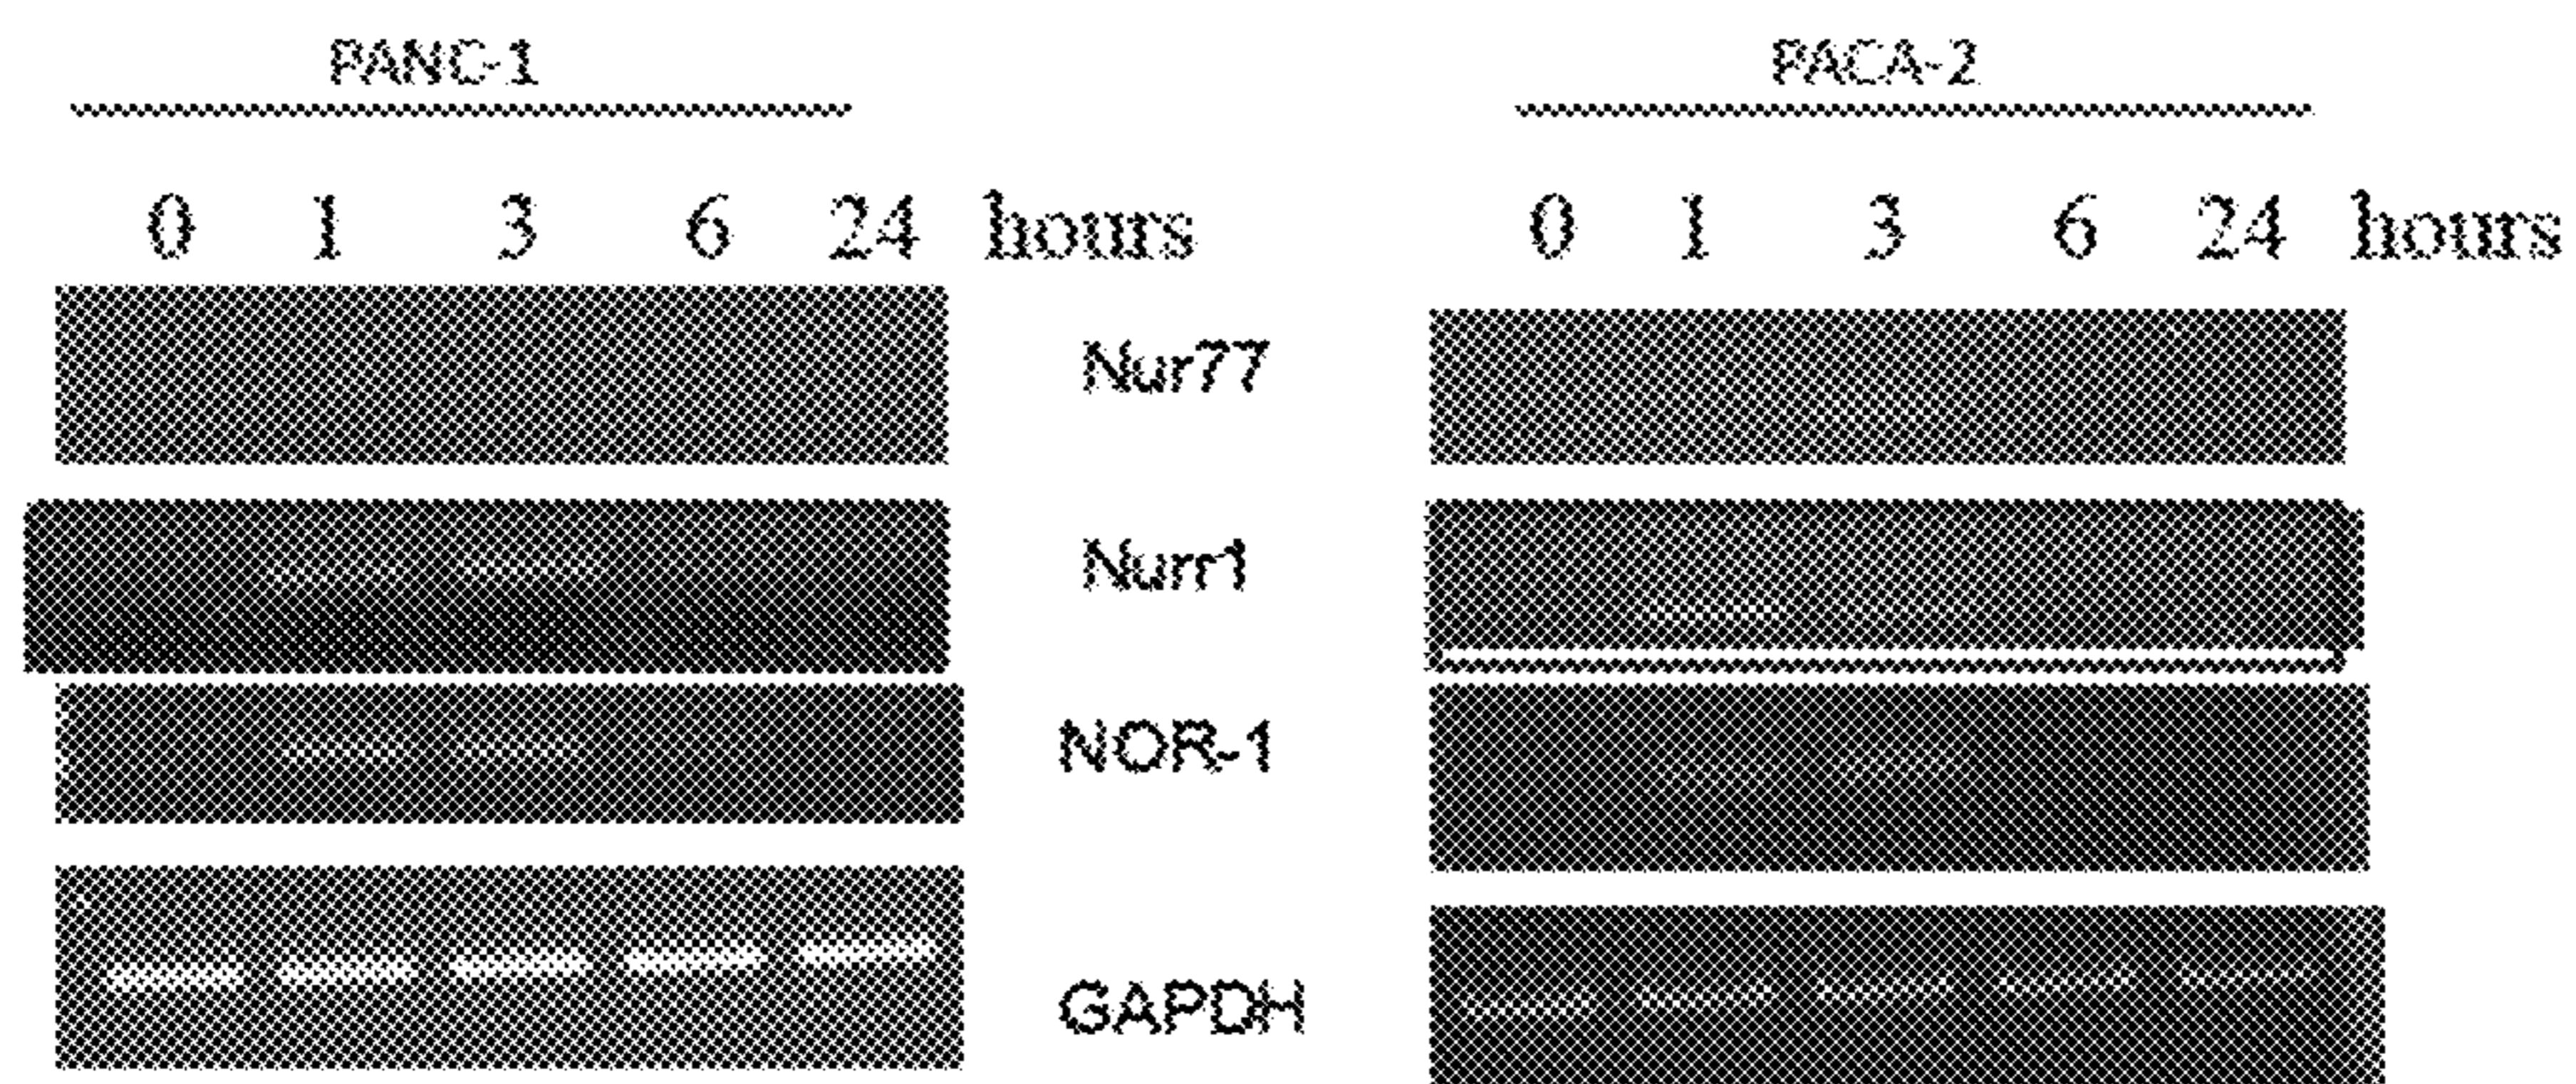 PANC-1 PACA-2
0 1 3 6 24 hours 0 1 3 6 24 hours
Nur77
Nurr1
NOR-1
GAPDH